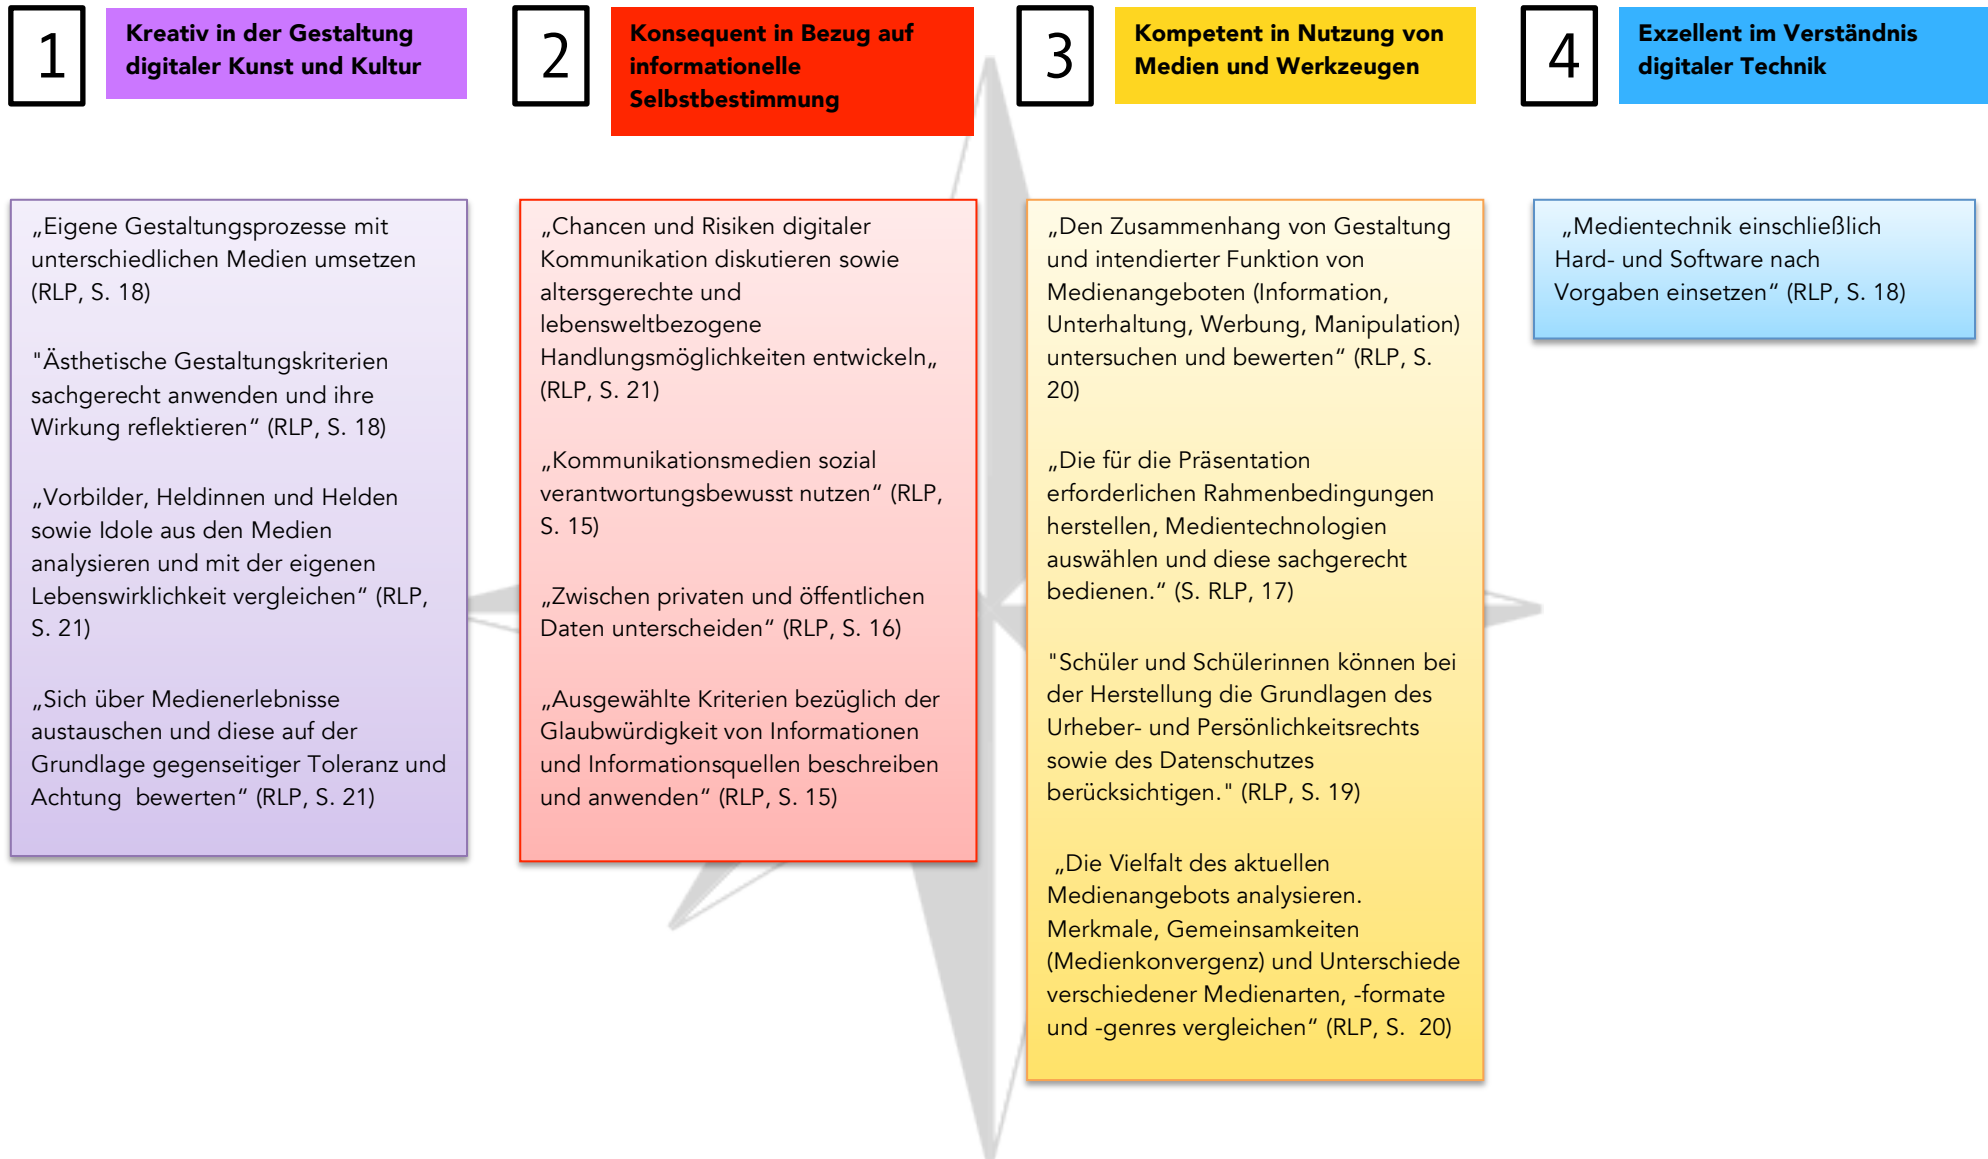 1
Kreativ in der Gestaltung
digitaler Kunst und Kultur
2
Konsequent in Bezug auf
informationelle
Selbstbestimmung
3
Kompetent in Nutzung von
Medien und Werkzeugen
4
Exzellent im Verständnis
digitaler Technik
„Eigene Gestaltungsprozesse mit
unterschiedlichen Medien umsetzen
(RLP, S. 18)
"Ästhetische Gestaltungskriterien
sachgerecht anwenden und ihre
Wirkung reflektieren“ (RLP, S. 18)
„Vorbilder, Heldinnen und Helden
sowie Idole aus den Medien
analysieren und mit der eigenen
Lebenswirklichkeit vergleichen“ (RLP,
S. 21)
„Sich über Medienerlebnisse
austauschen und diese auf der
Grundlage gegenseitiger Toleranz und
Achtung  bewerten“ (RLP, S. 21)
„Chancen und Risiken digitaler
Kommunikation diskutieren sowie
altersgerechte und
lebensweltbezogene
Handlungsmöglichkeiten entwickeln„
(RLP, S. 21)
„Kommunikationsmedien sozial
verantwortungsbewusst nutzen“ (RLP,
S. 15)
„Zwischen privaten und öffentlichen
Daten unterscheiden“ (RLP, S. 16)
„Ausgewählte Kriterien bezüglich der
Glaubwürdigkeit von Informationen
und Informationsquellen beschreiben
und anwenden“ (RLP, S. 15)
„Den Zusammenhang von Gestaltung
und intendierter Funktion von
Medienangeboten (Information,
Unterhaltung, Werbung, Manipulation)
untersuchen und bewerten“ (RLP, S.
20)
„Die für die Präsentation
erforderlichen Rahmenbedingungen
herstellen, Medientechnologien
auswählen und diese sachgerecht
bedienen.“ (S. RLP, 17)
"Schüler und Schülerinnen können bei
der Herstellung die Grundlagen des
Urheber- und Persönlichkeitsrechts
sowie des Datenschutzes
berücksichtigen." (RLP, S. 19)
„Die Vielfalt des aktuellen
Medienangebots analysieren.
Merkmale, Gemeinsamkeiten
(Medienkonvergenz) und Unterschiede
verschiedener Medienarten, -formate
und -genres vergleichen“ (RLP, S.  20)
„Medientechnik einschließlich
Hard- und Software nach
Vorgaben einsetzen“ (RLP, S. 18)